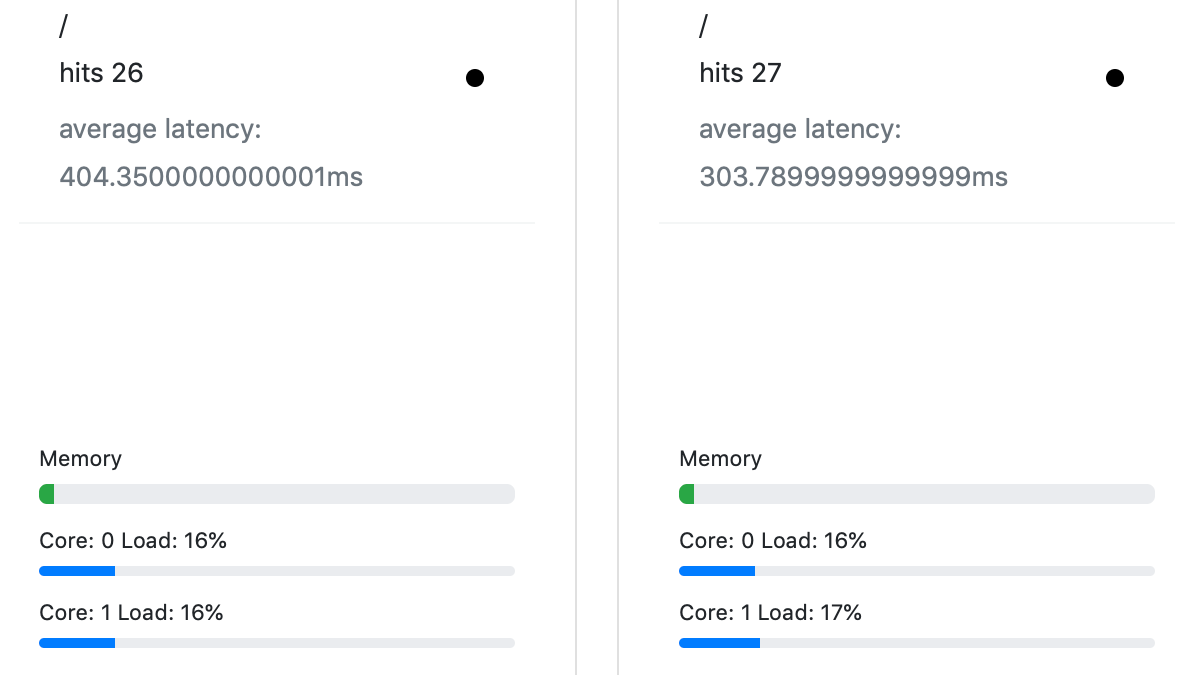 /
hits 26
average latency:
404.3500000000001ms
Memory
Core: 0 Load: 16%
Core: 1 Load: 16%
/
hits 27
average latency:
303.7899999999999ms
Memory
Core: 0 Load: 16%
Core: 1 Load: 17%